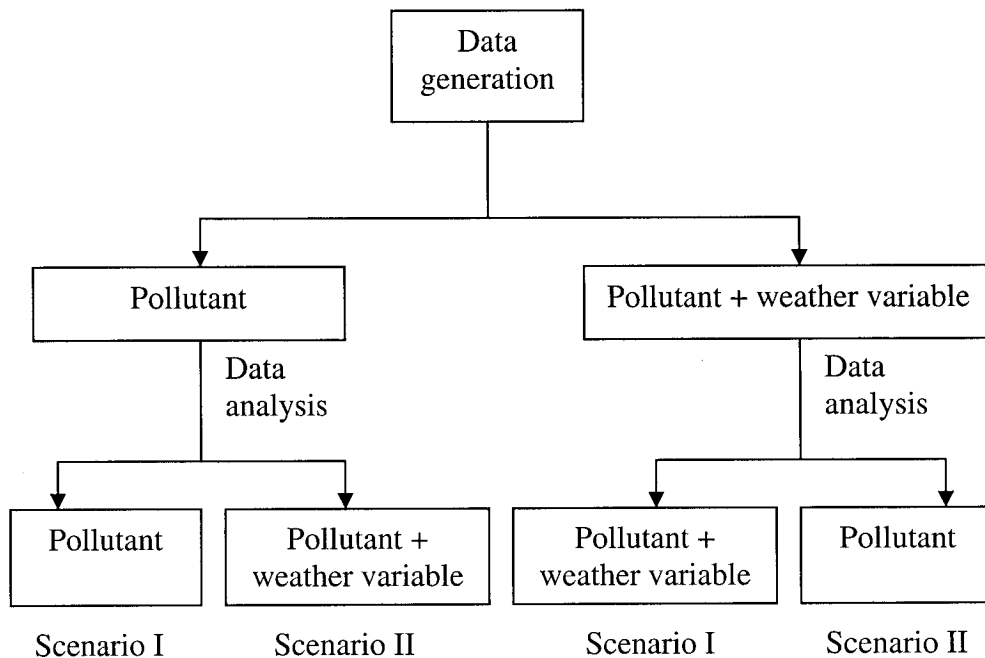 Data
generation
Pollutant
Pollutant + weather variable
Data
analysis
Data
analysis
Pollutant
Pollutant +
weather variable
Pollutant +
weather variable
Pollutant
Scenario I
Scenario II
Scenario I
Scenario II